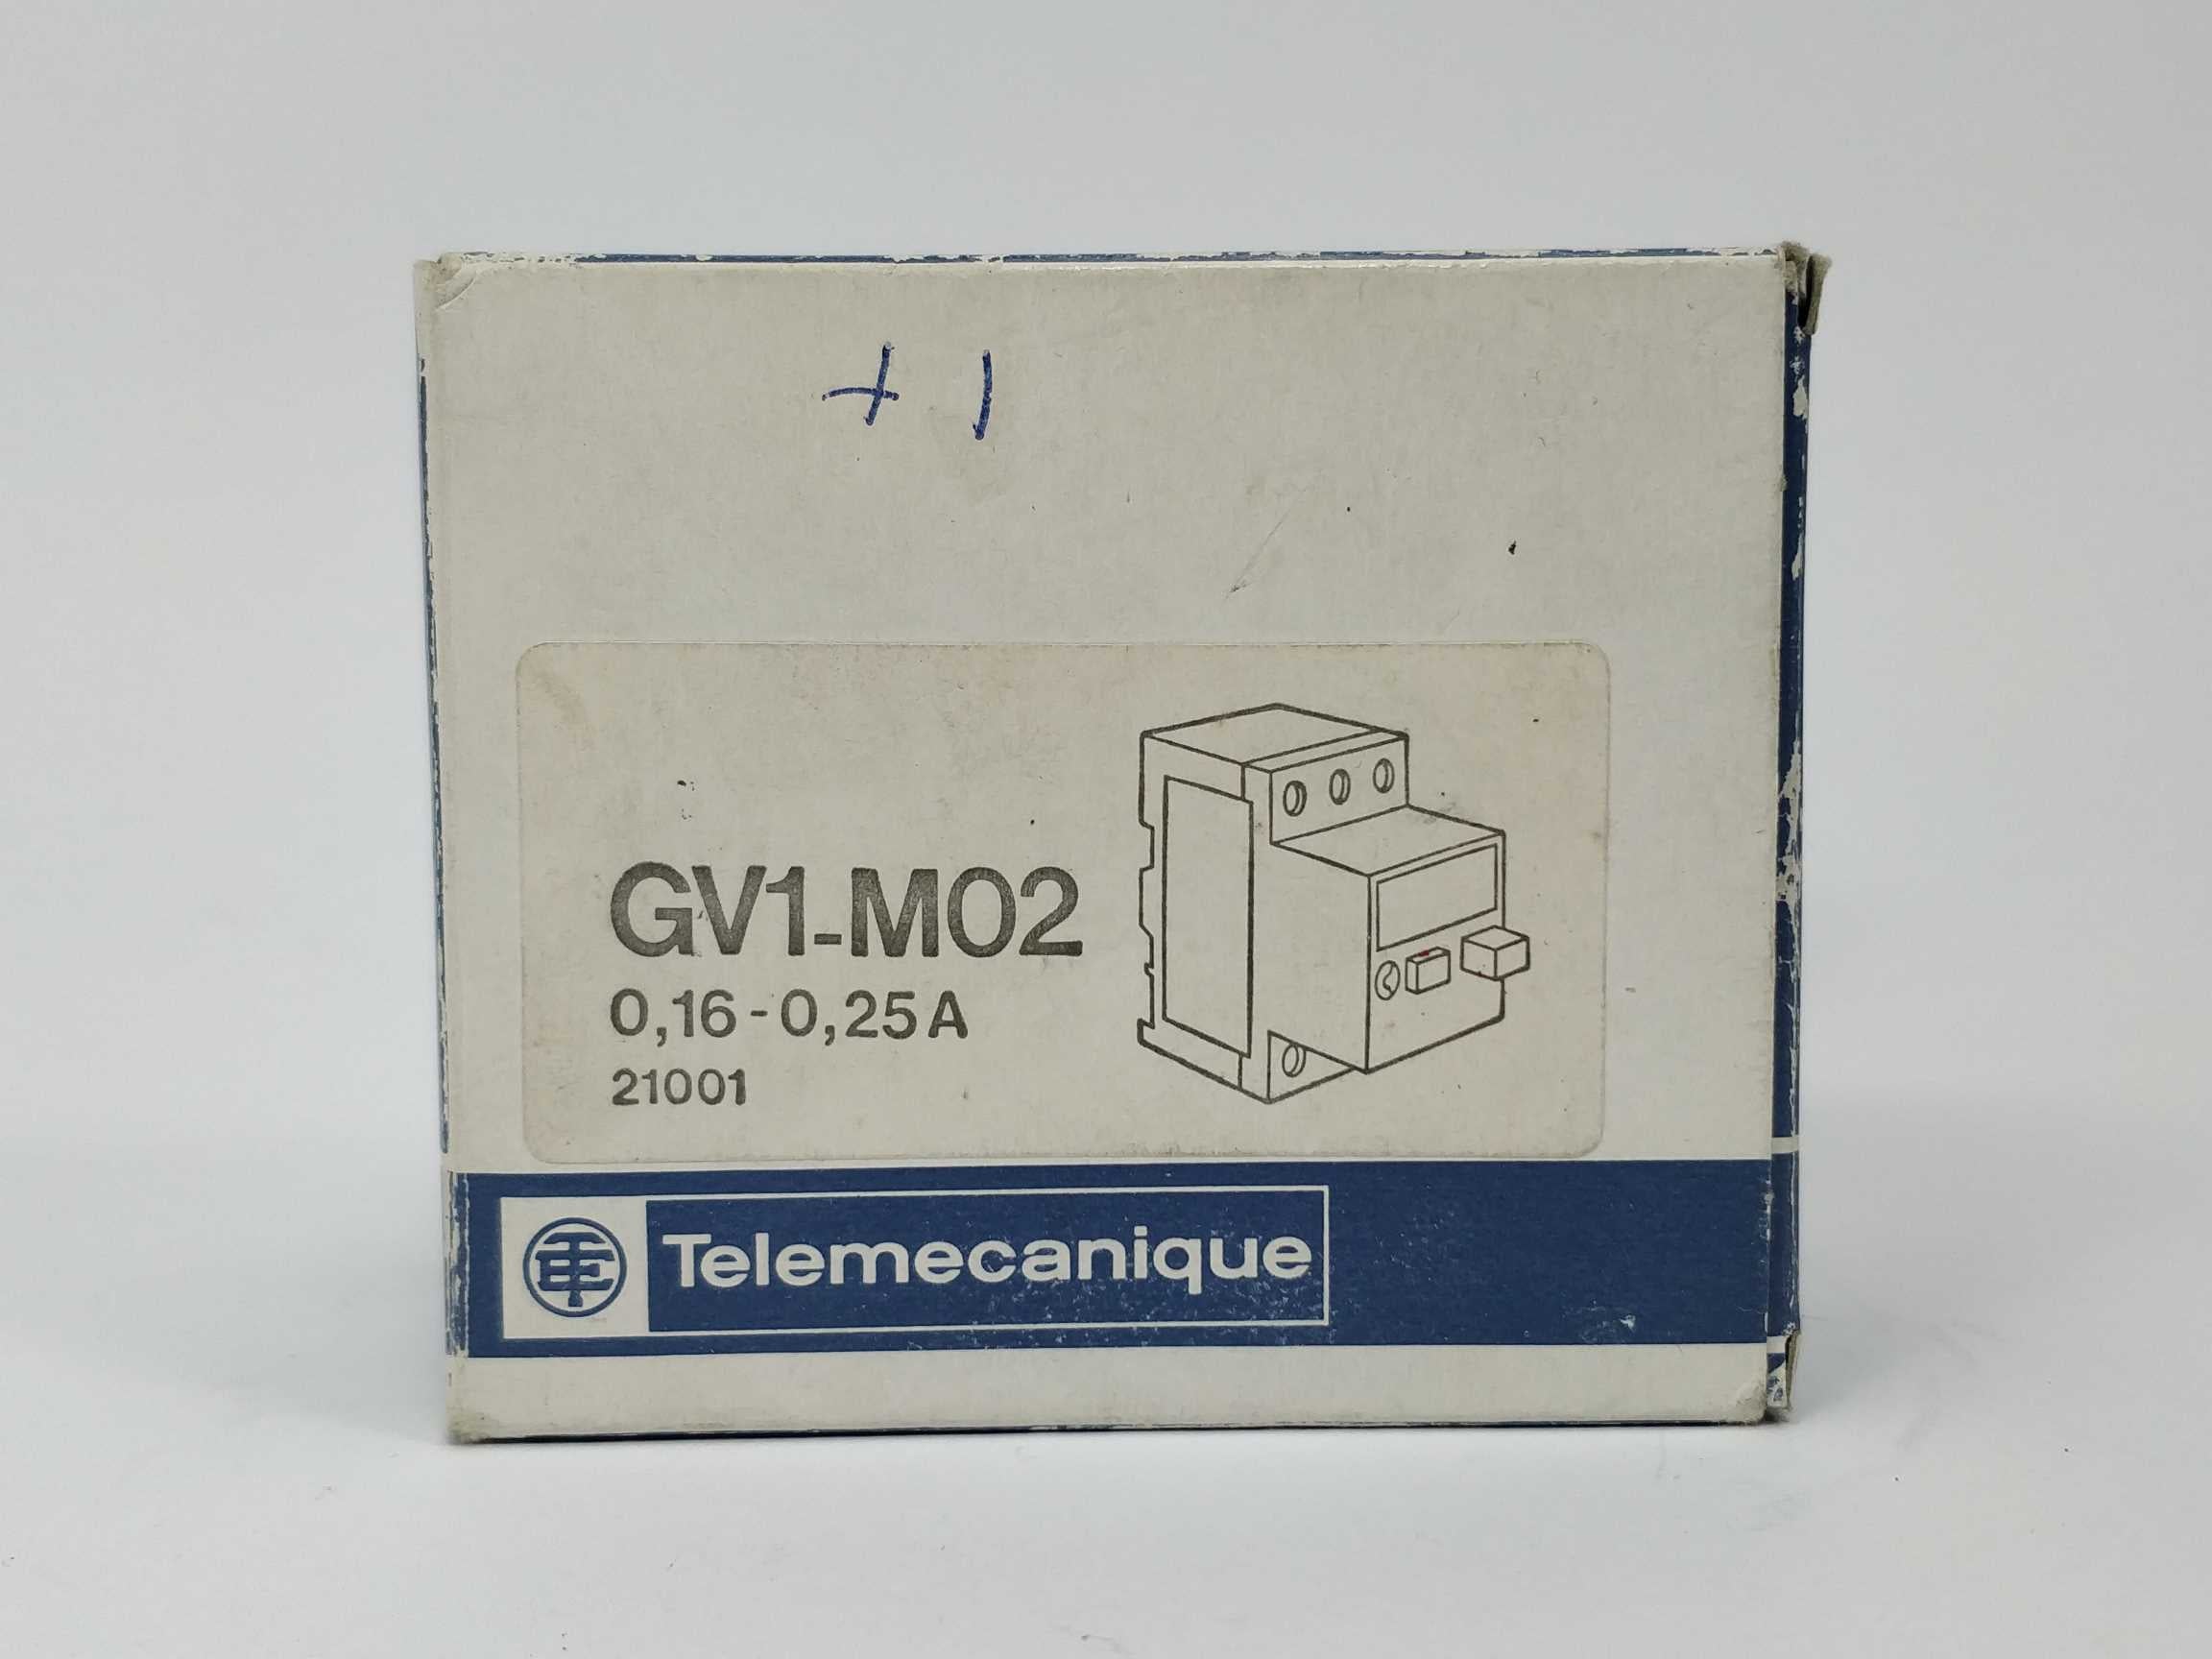 +1
GV1-M02
0,16-0,25A
21001
Telemecanique